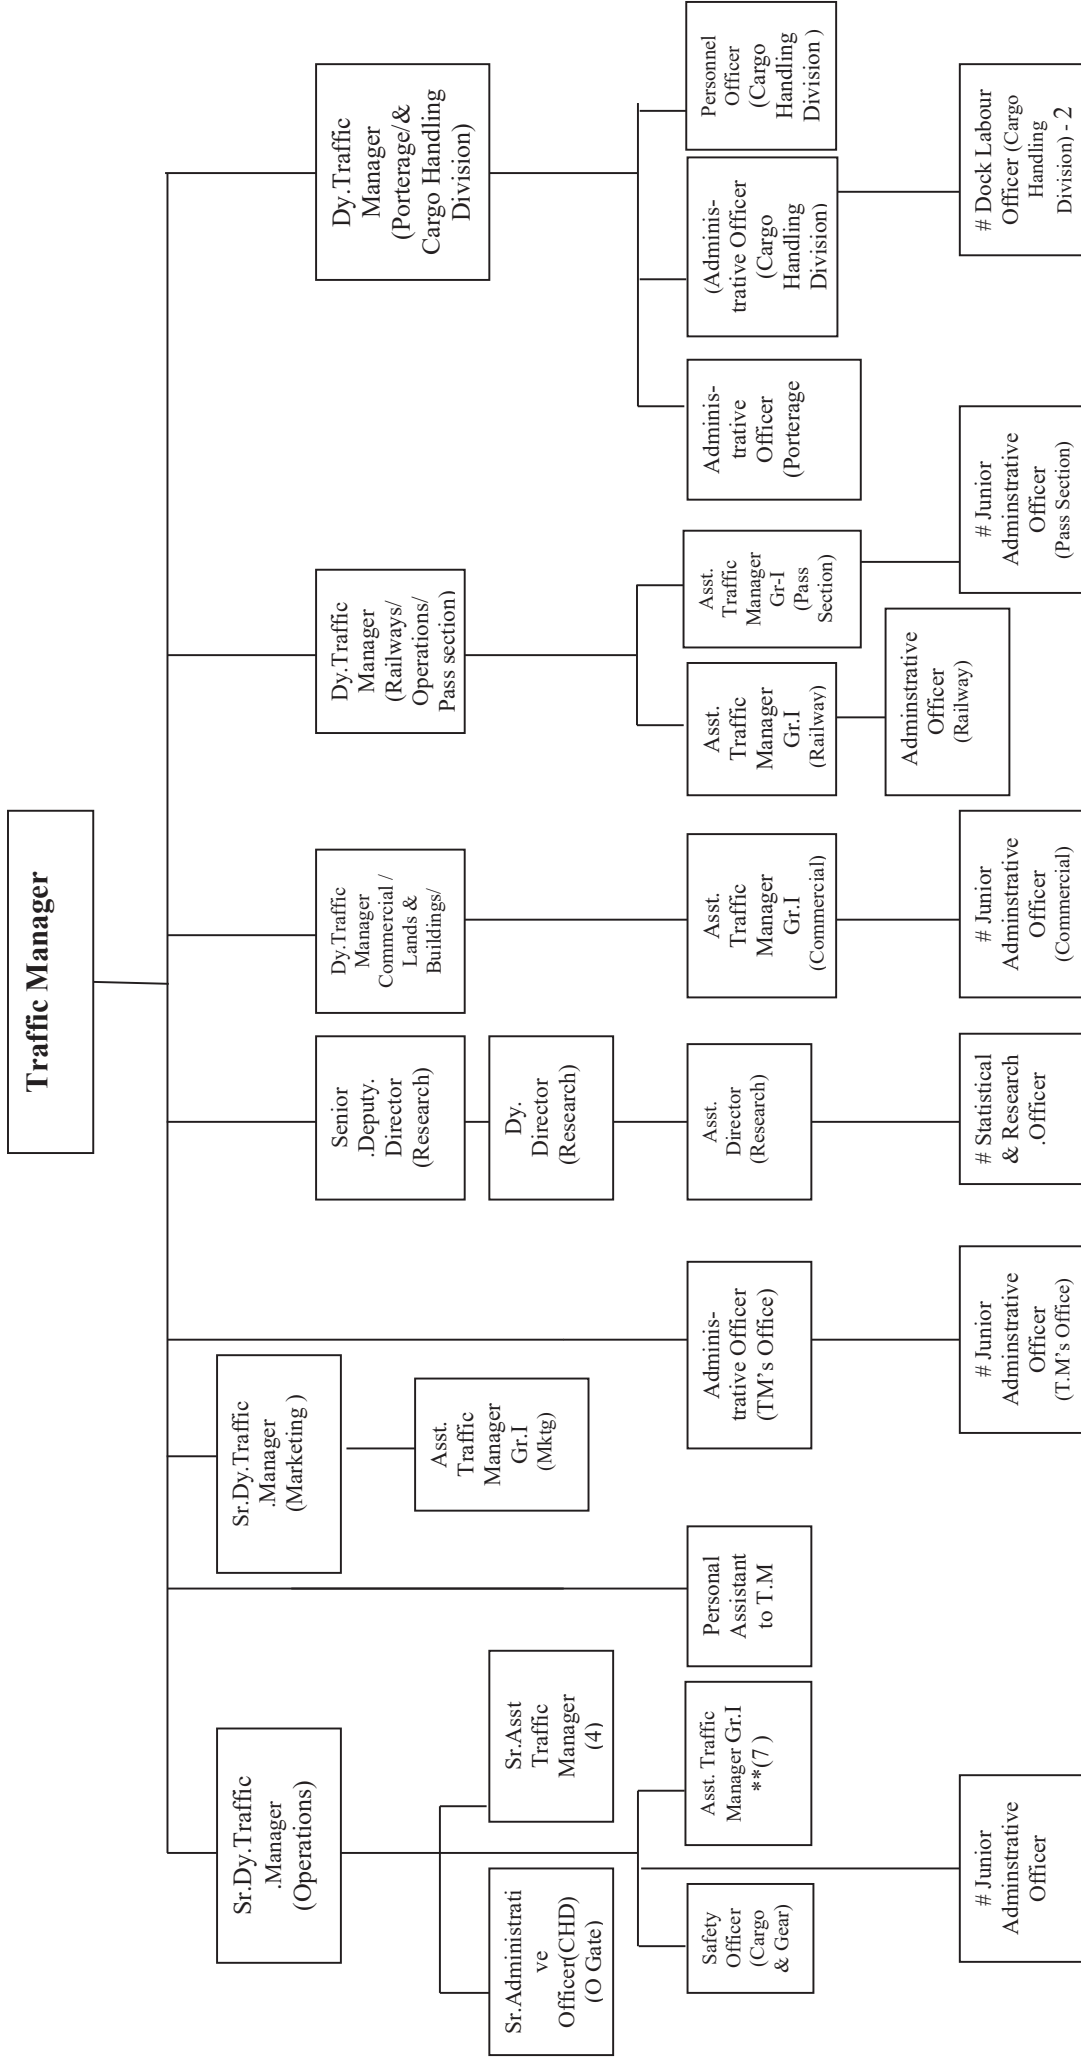 Traffic Manager
Sr.Dy.Traffic
.Manager
(Operations)
Sr.Dy.Traffic
.Manager
(Marketing )
Senior
.Deputy.
Director
(Research)
Dy.Traffic
Manager
Commercial /
Lands &
Buildings/
Dy.Traffic
Manager
(Railways/
Operations/
Pass section)
Dy.Traffic
Manager
(Porterage/&
Cargo Handling
Division)
Asst.
Traffic
Manager
Gr.I
(Mktg)
Sr.Administrati
ve
Officer(CHD)
(O Gate)
Sr.Asst
Traffic
Manager
(4)
Dy.
Director
(Research)
Safety
Officer
(Cargo
& Gear)
Asst. Traffic
Manager Gr.I
**(7 )
Personal
Assistant
to T.M
Adminis-
trative Officer
(TM's Office)
Asst.
Director
(Research)
Asst.
Traffic
Manager
Gr.I
(Commercial)
Asst.
Traffic
Manager
Gr.I
(Railway)
Asst.
Traffic
Manager
Gr-I
(Pass
Section)
Adminis-
trative
Officer
(Porterage
(Adminis-
trative Officer
(Cargo
Handling
Division)
Personnel
Officer
(Cargo
Handling
Division )
Adminstrative
Officer
(Railway)
# Junior
Adminstrative
Officer
# Junior
Adminstrative
Officer
(T.M's Office)
# Statistical
& Research
.Officer
# Junior
Adminstrative
Officer
(Commercial)
# Junior
Adminstrative
Officer
(Pass Section)
# Dock Labour
Officer (Cargo
Handling
Division) - 2